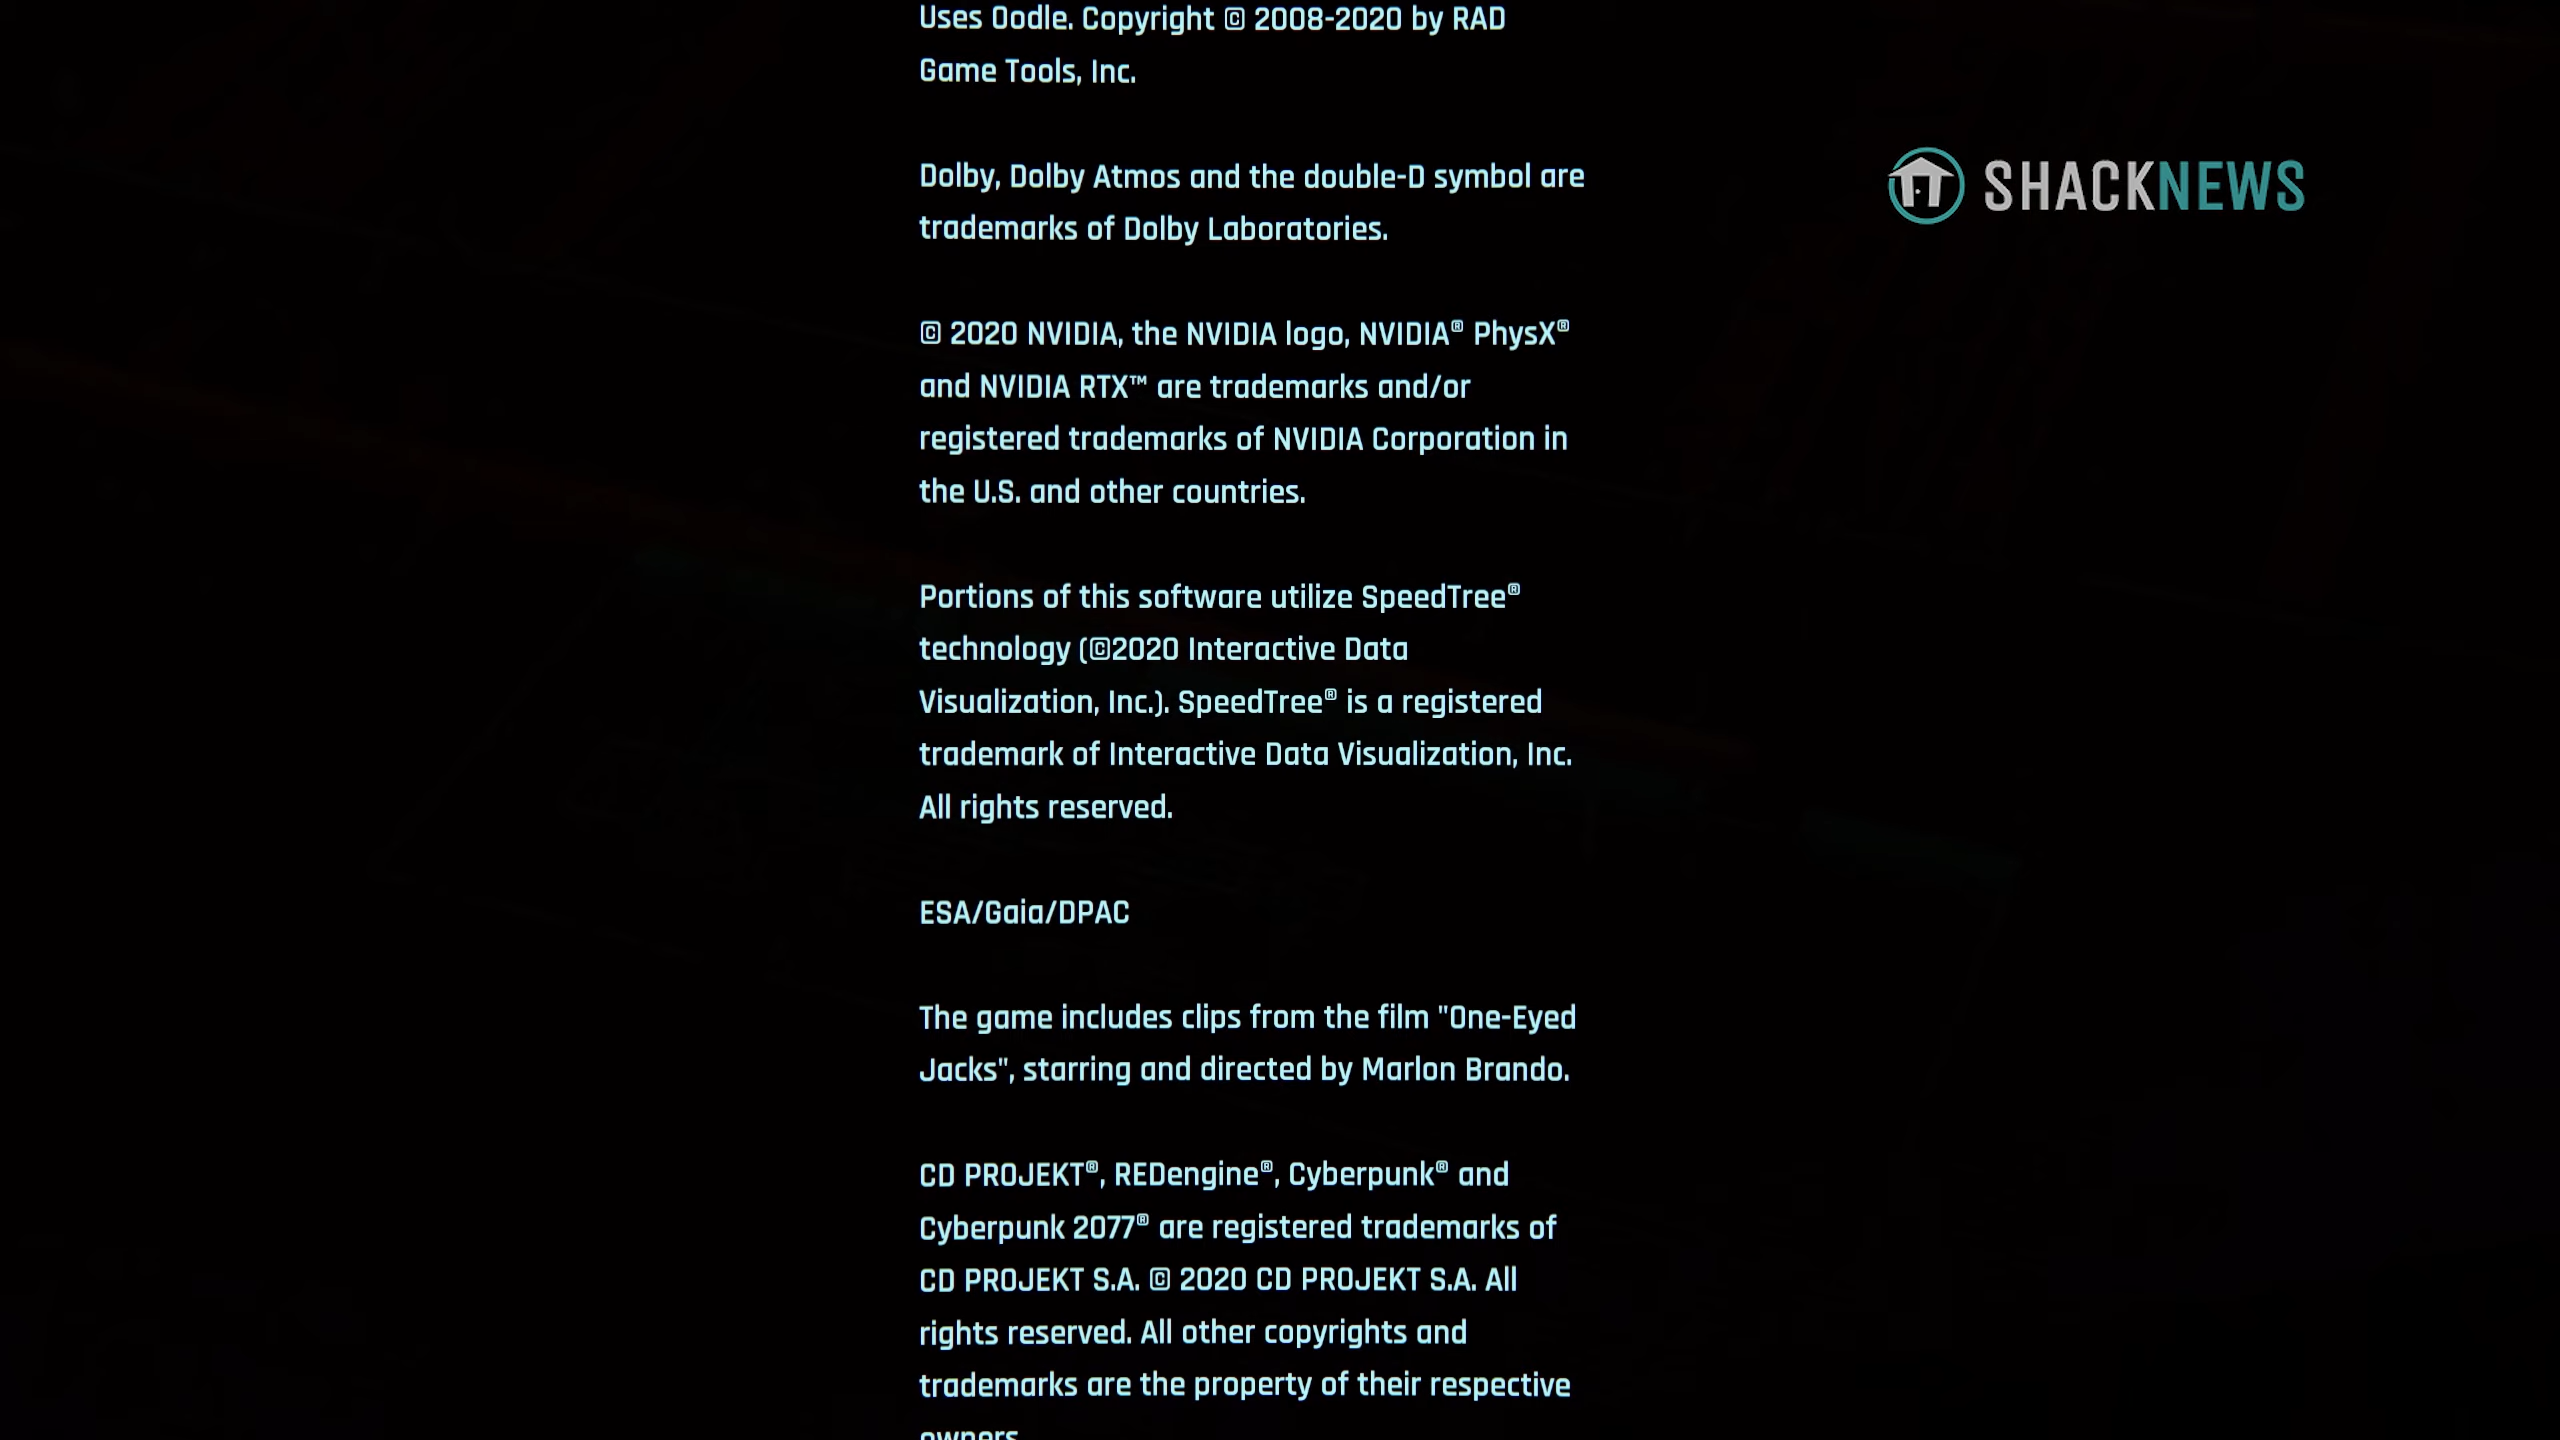 Uses Oodle. Copyright © 2008-2020 by RAD
Game Tools, Inc.
Dolby, Dolby Atmos and the double-D symbol are
trademarks of Dolby Laboratories.
SHACKNEWS
© 2020 NVIDIA, the NVIDIA logo, NVIDIA® PhysX®
and NVIDIA RTX™ are trademarks and/or
registered trademarks of NVIDIA Corporation in
the U.S. and other countries.
Portions of this software utilize SpeedTree®
technology (©2020 Interactive Data
Visualization, Inc.). SpeedTree® is a registered
trademark of Interactive Data Visualization, Inc.
All rights reserved.
ESA/Gaia/DPAC
The game includes clips from the film "One-Eyed
Jacks", starring and directed by Marlon Brando.
CD PROJEKT®, REDengine®, Cyberpunk® and
Cyberpunk 2077® are registered trademarks of
CD PROJEKT S.A. © 2020 CD PROJEKT S.A. All
rights reserved. All other copyrights and
trademarks are the property of their respective
owners.